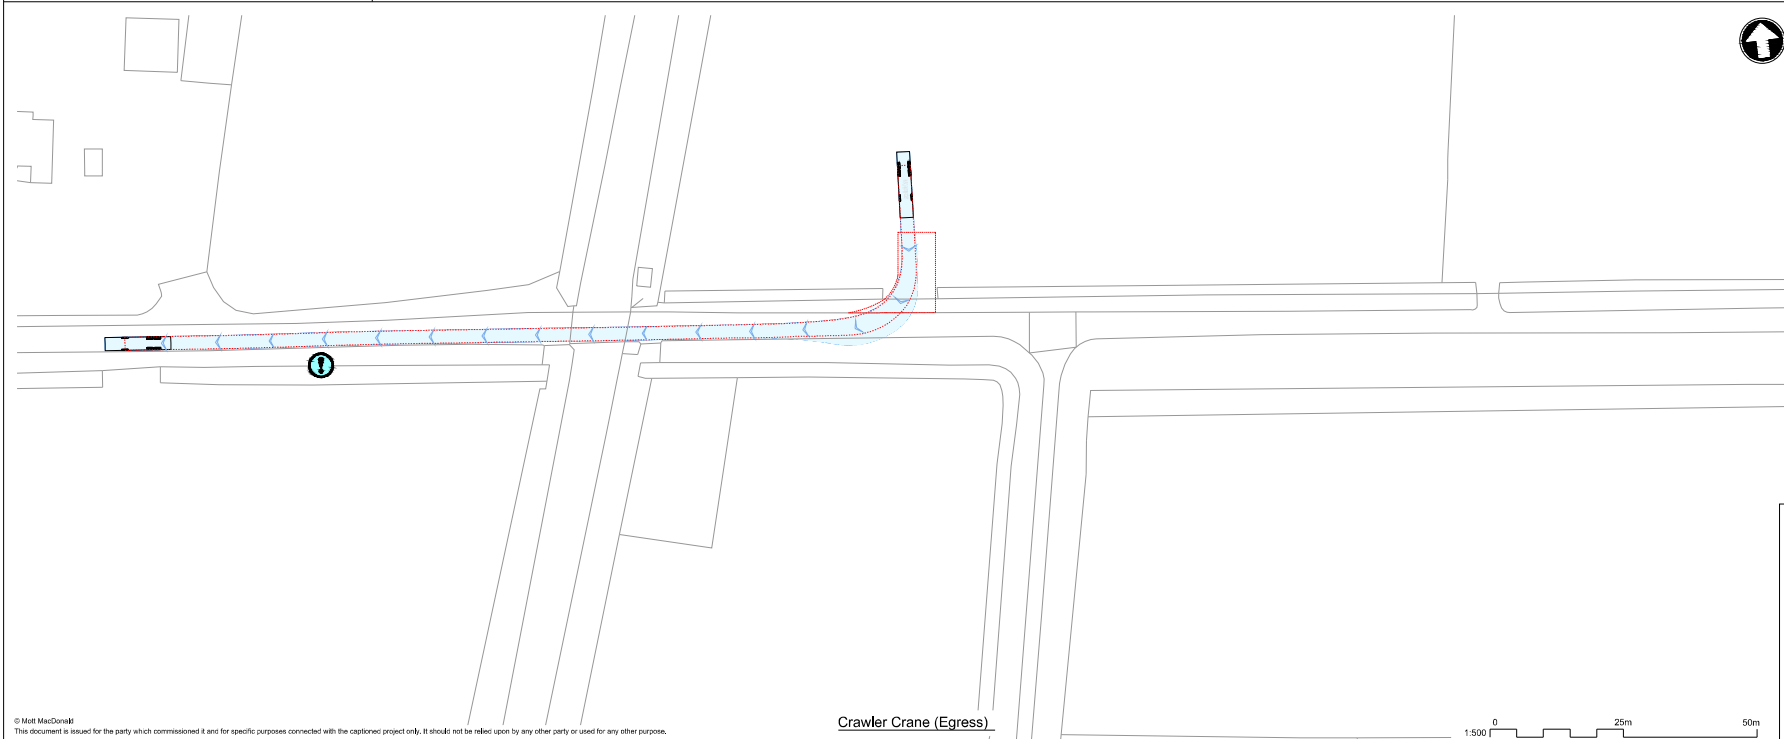 © Mott MacDonald
This document is issued for the party which commissioned it and for specific purposes connected with the captioned project only. It should not be relied upon by any other party or used for any other purpose.
Crawler Crane (Egress)
0 25m 50m
1:500
!